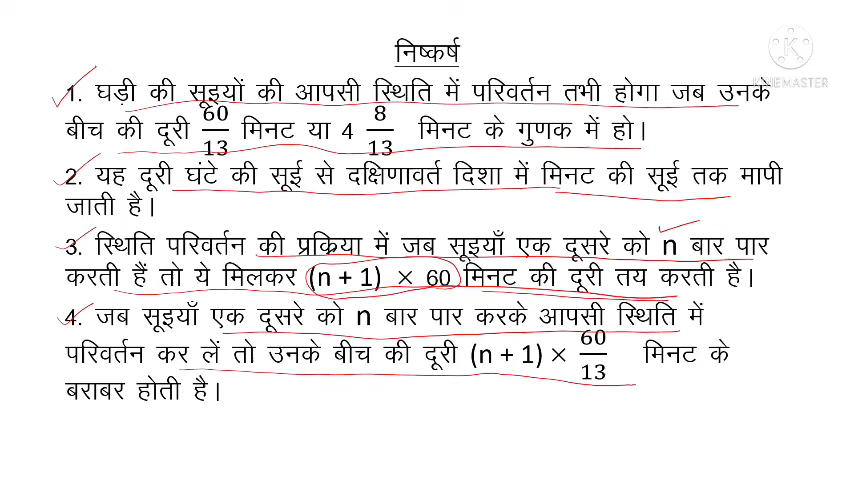 निष्कर्ष
K
KINEMASTER
1. घड़ी की सूइयों की आपसी स्थिति में परिवर्तन तभी होगा जब उनके
बीच की दूरी 60/13 मिनट या 4 8/13 मिनट के गुणक में हो।
2. यह दूरी घंटे की सूई से दक्षिणावर्त दिशा में मिनट की सूई तक मापी
जाती है।
3. स्थिति परिवर्तन की प्रक्रिया में जब सूइयाँ एक दूसरे को n बार पार
करती हैं तो ये मिलकर (n + 1) × 60 मिनट की दूरी तय करती है।
4. जब सूइयाँ एक दूसरे को n बार पार करके आपसी स्थिति में
परिवर्तन कर लें तो उनके बीच की दूरी (n + 1) × 60/13 मिनट के
बराबर होती है।